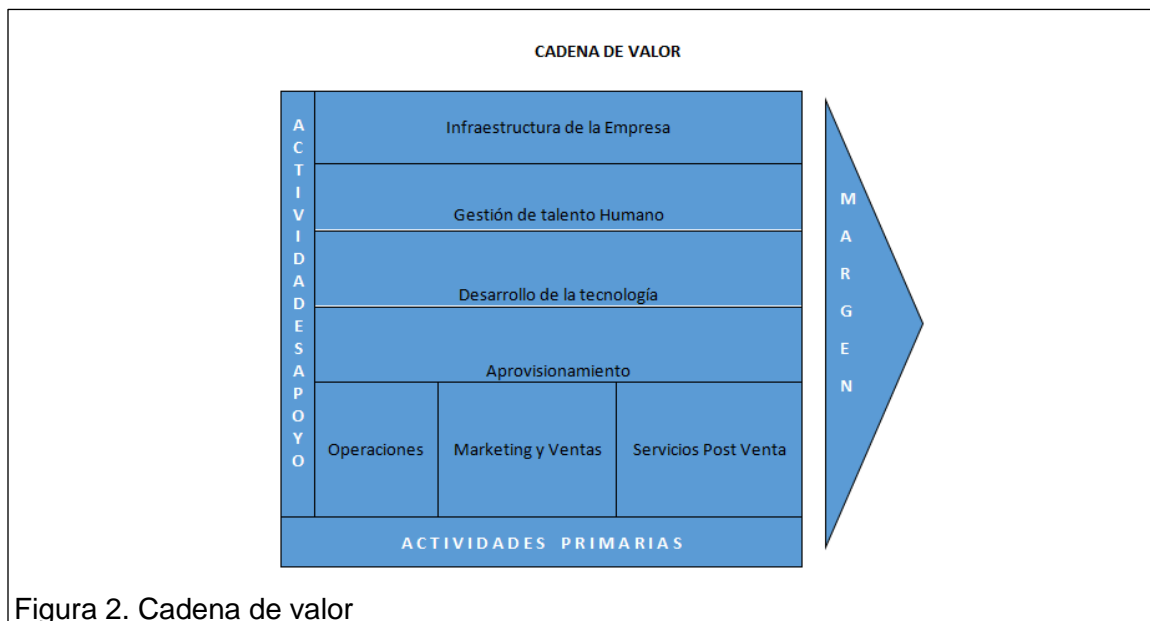 CADENA DE VALOR
ACTIVIDADES APOYO
Infraestructura de la Empresa
Gestión de talento Humano
Desarrollo de la tecnología
Aprovisionamiento
Operaciones
Marketing y Ventas
Servicios Post Venta
ACTIVIDADES PRIMARIAS
MARGEN
Figura 2. Cadena de valor